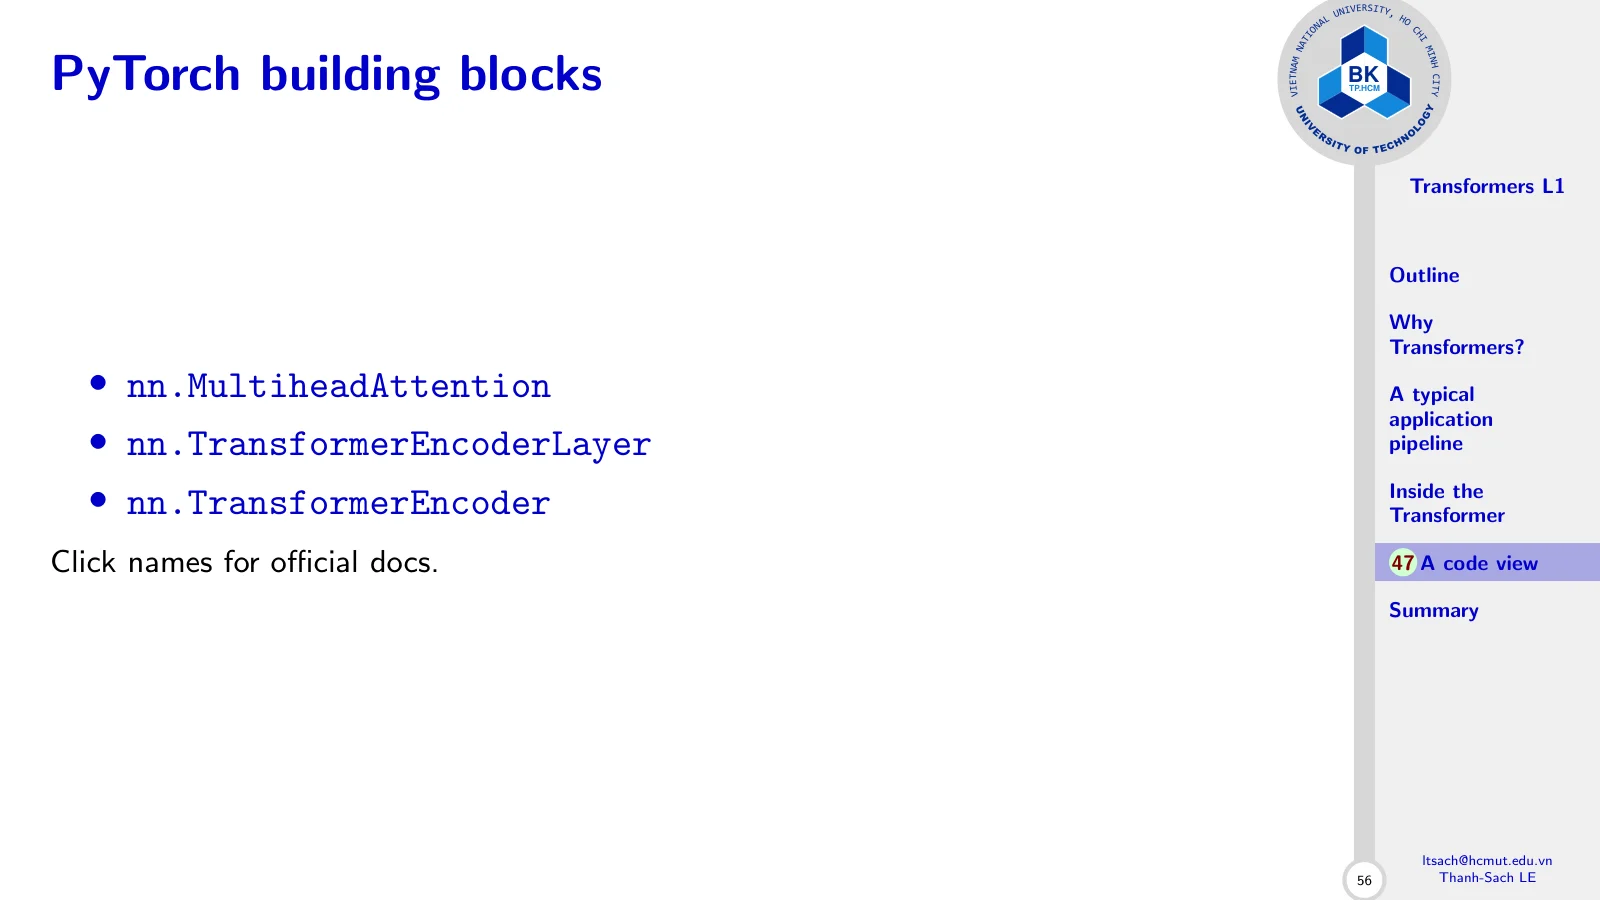 PyTorch building blocks
• nn.MultiheadAttention
• nn.TransformerEncoderLayer
• nn.TransformerEncoder
Click names for official docs.
VIETNAM NATIONAL UNIVERSITY, HO CHI MINH CITY
BK
TP.HCM
UNIVERSITY OF TECHNOLOGY
Transformers L1
Outline
Why
Transformers?
A typical
application
pipeline
Inside the
Transformer
47 A code view
Summary
ltsach@hcmut.edu.vn
Thanh-Sach LE
56